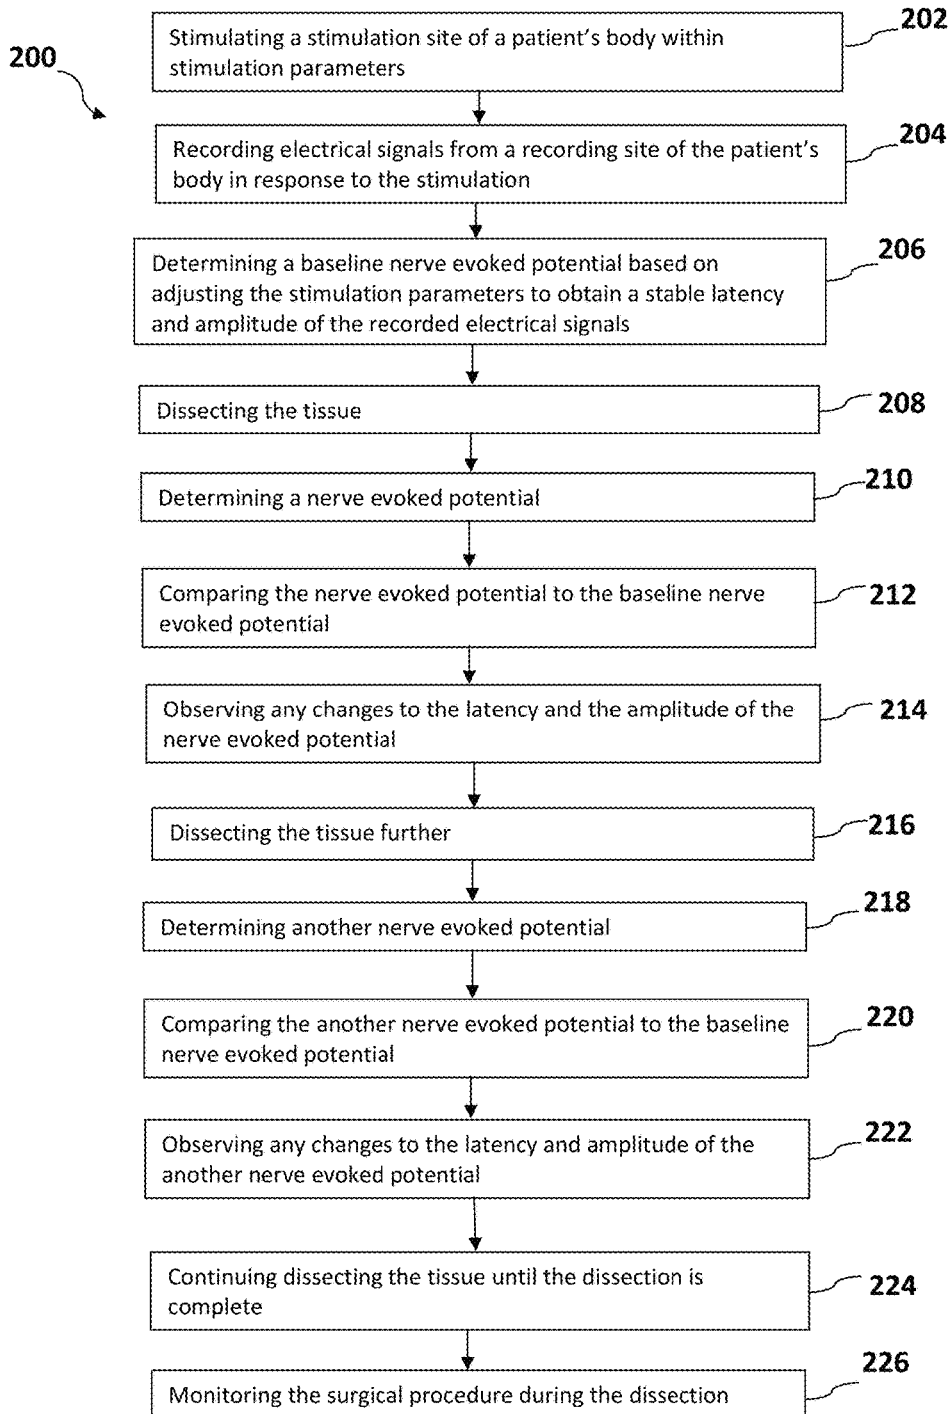 200
Stimulating a stimulation site of a patient's body within
stimulation parameters
202
Recording electrical signals from a recording site of the patient's
body in response to the stimulation
204
Determining a baseline nerve evoked potential based on
adjusting the stimulation parameters to obtain a stable latency
and amplitude of the recorded electrical signals
206
Dissecting the tissue
208
Determining a nerve evoked potential
210
Comparing the nerve evoked potential to the baseline nerve
evoked potential
212
Observing any changes to the latency and the amplitude of the
nerve evoked potential
214
Dissecting the tissue further
216
Determining another nerve evoked potential
218
Comparing the another nerve evoked potential to the baseline
nerve evoked potential
220
Observing any changes to the latency and amplitude of the
another nerve evoked potential
222
Continuing dissecting the tissue until the dissection is
complete
224
Monitoring the surgical procedure during the dissection
226